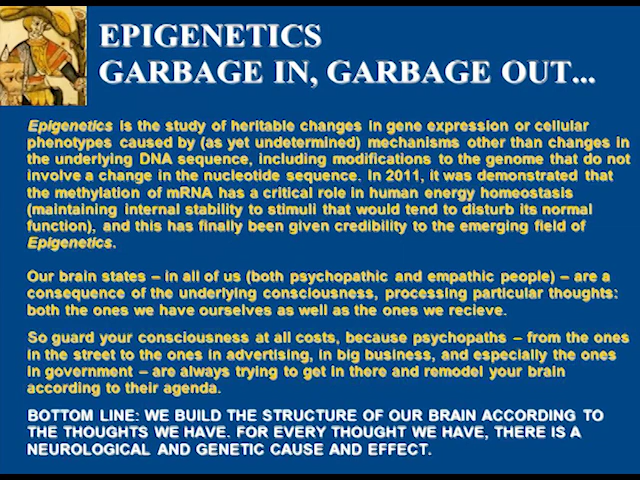 EPIGENETICS
GARBAGE IN, GARBAGE OUT...
Epigenetics is the study of heritable changes in gene expression or cellular
phenotypes caused by (as yet undetermined) mechanisms other than changes in
the underlying DNA sequence, including modifications to the genome that do not
involve a change in the nucleotide sequence. In 2011, it was demonstrated that
the methylation of mRNA has a critical role in human energy homeostasis
(maintaining internal stability to stimuli that would tend to disturb its normal
function), and this has finally been given credibility to the emerging field of
Epigenetics.
Our brain states – in all of us (both psychopathic and empathic people) – are a
consequence of the underlying consciousness, processing particular thoughts:
both the ones we have ourselves as well as the ones we recieve.
So guard your consciousness at all costs, because psychopaths – from the ones
in the street to the ones in advertising, in big business, and especially the ones
in government – are always trying to get in there and remodel your brain
according to their agenda.
BOTTOM LINE: WE BUILD THE STRUCTURE OF OUR BRAIN ACCORDING TO
THE THOUGHTS WE HAVE. FOR EVERY THOUGHT WE HAVE, THERE IS A
NEUROLOGICAL AND GENETIC CAUSE AND EFFECT.